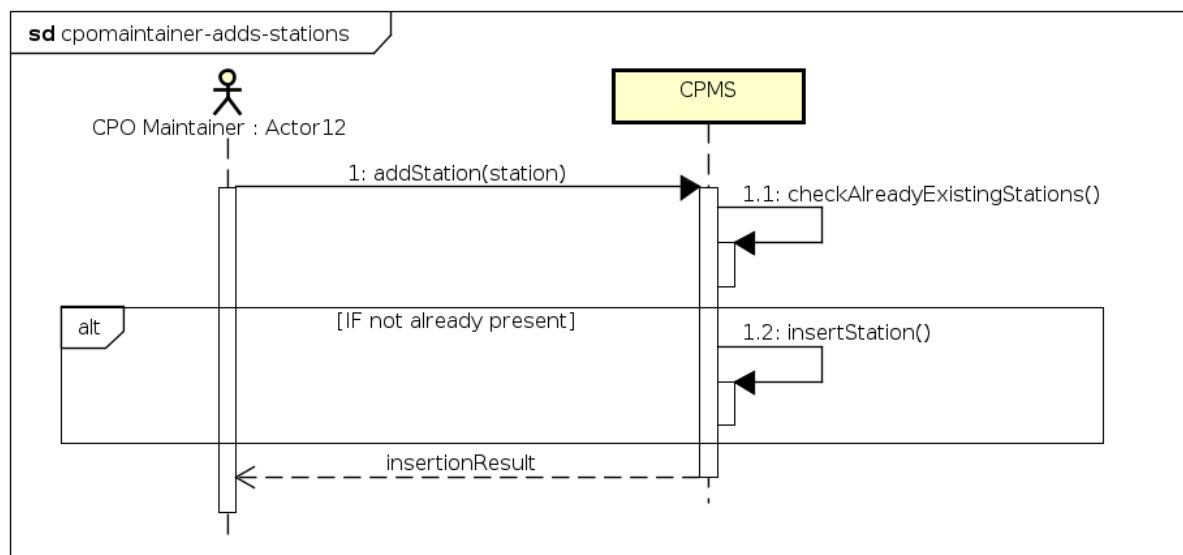 sd cpomaintainer-adds-stations
CPO Maintainer : Actor12
CPMS
1: addStation(station)
1.1: checkAlreadyExistingStations()
alt
[IF not already present]
1.2: insertStation()
insertionResult